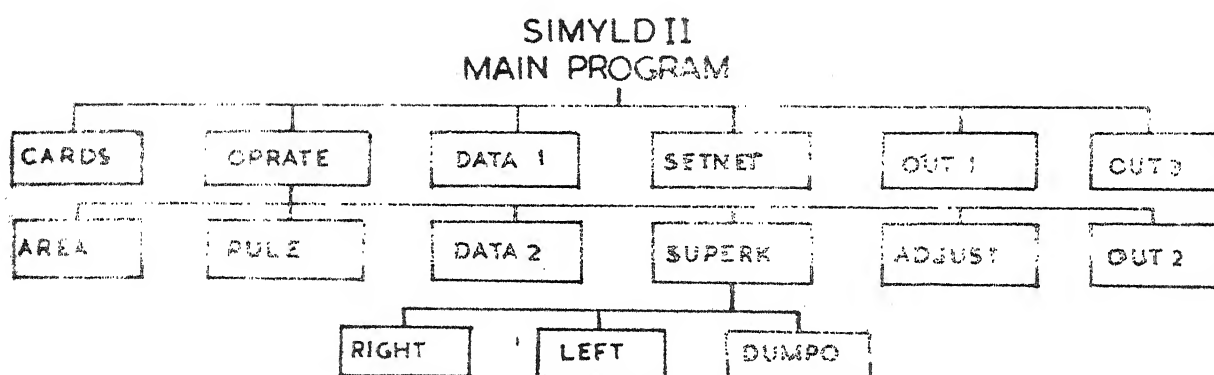 SIMYLD II
MAIN PROGRAM
CARDS OPRATE DATA 1 SETNET OUT 1 OUT 3
AREA RULE DATA 2 SUPERK ADJUST OUT 2
RIGHT LEFT DUMPO